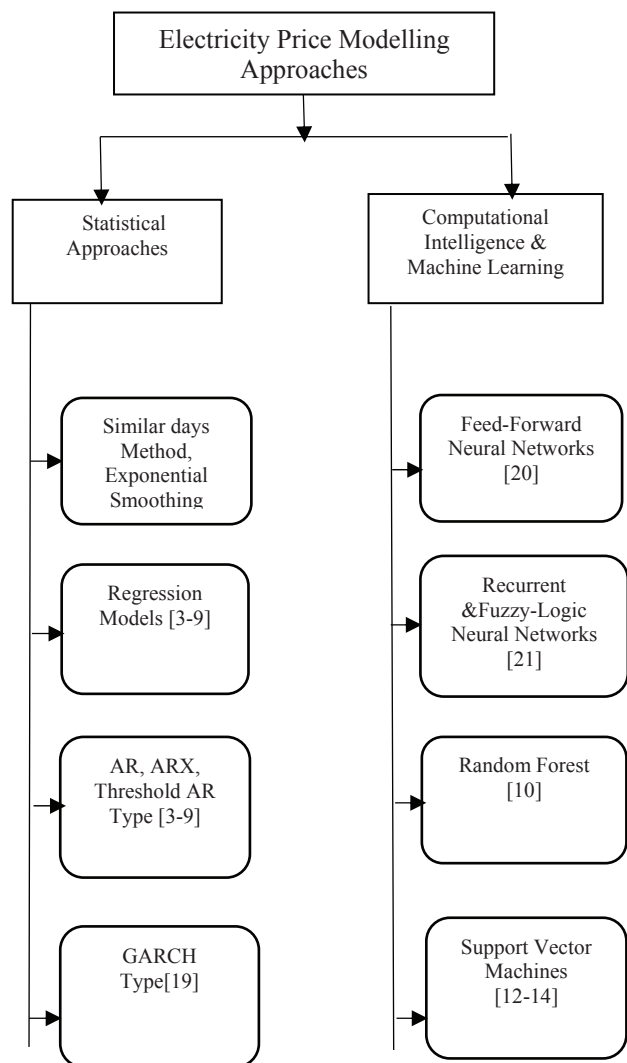 Electricity Price Modelling
Approaches
Statistical
Approaches
Computational
Intelligence &
Machine Learning
Similar days
Method,
Exponential
Smoothing
Regression
Models [3-9]
AR, ARX,
Threshold AR
Type [3-9]
GARCH
Type[19]
Feed-Forward
Neural Networks
[20]
Recurrent
&Fuzzy-Logic
Neural Networks
[21]
Random Forest
[10]
Support Vector
Machines
[12-14]